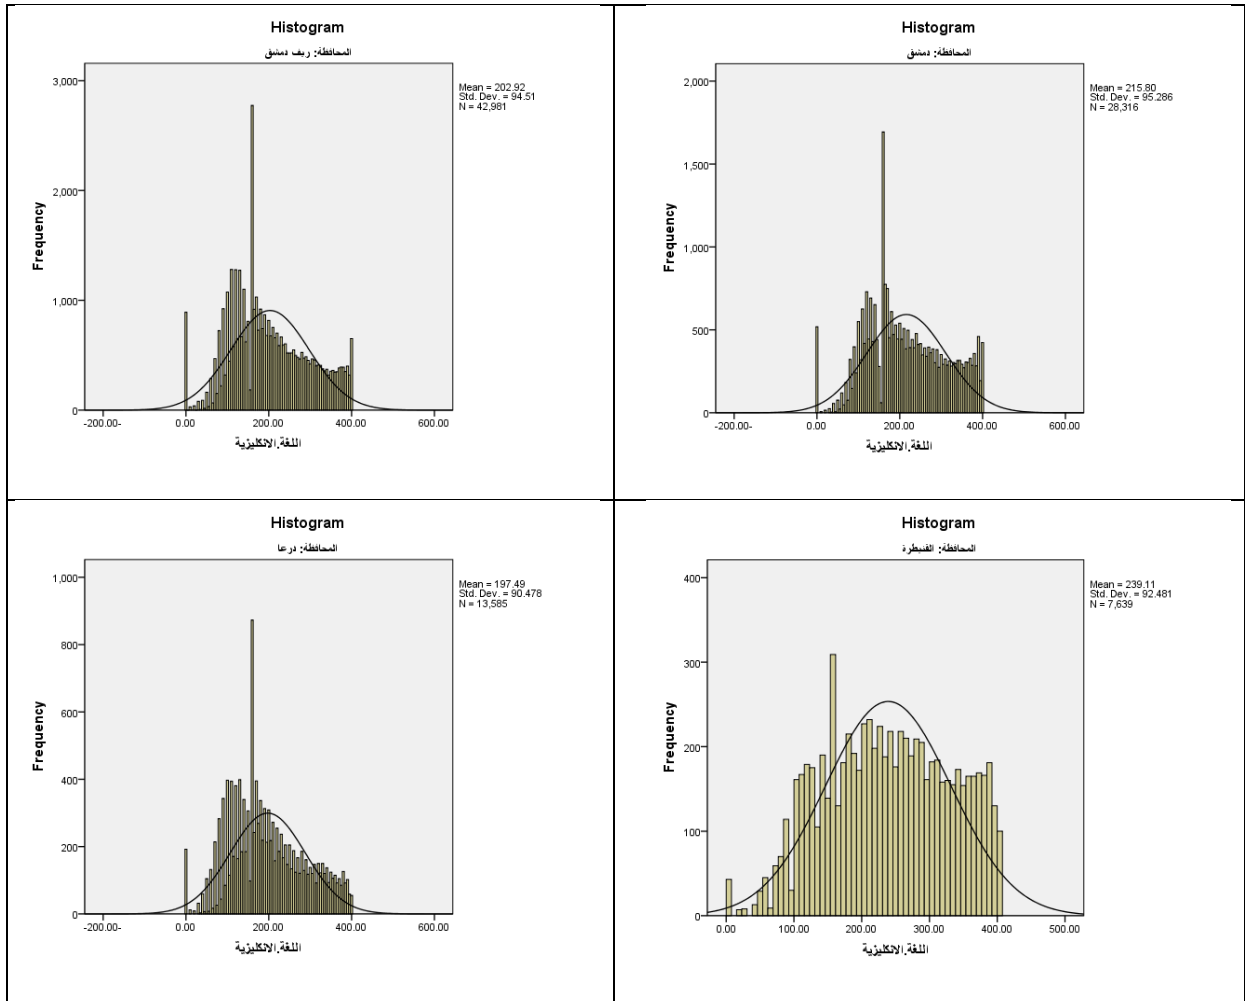 Histogram
المحافظة: ريف دمشق
Mean = 202.92
Std. Dev. = 94.51
N = 42,981
3,000
2,000
1,000
0
Frequency
-200.00-
0.00
200.00
400.00
600.00
اللغة.الانكليزية
Histogram
المحافظة: دمشق
Mean = 215.80
Std. Dev. = 95.286
N = 28,316
2,000
1,500
1,000
500
0
Frequency
-200.00-
0.00
200.00
400.00
600.00
اللغة.الانكليزية
Histogram
المحافظة: درعا
Mean = 197.49
Std. Dev. = 90.478
N = 13,585
1,000
800
600
400
200
0
Frequency
-200.00-
0.00
200.00
400.00
600.00
اللغة.الانكليزية
Histogram
المحافظة: القنيطرة
Mean = 239.11
Std. Dev. = 92.481
N = 7,639
400
300
200
100
0
Frequency
0.00
100.00
200.00
300.00
400.00
500.00
اللغة.الانكليزية